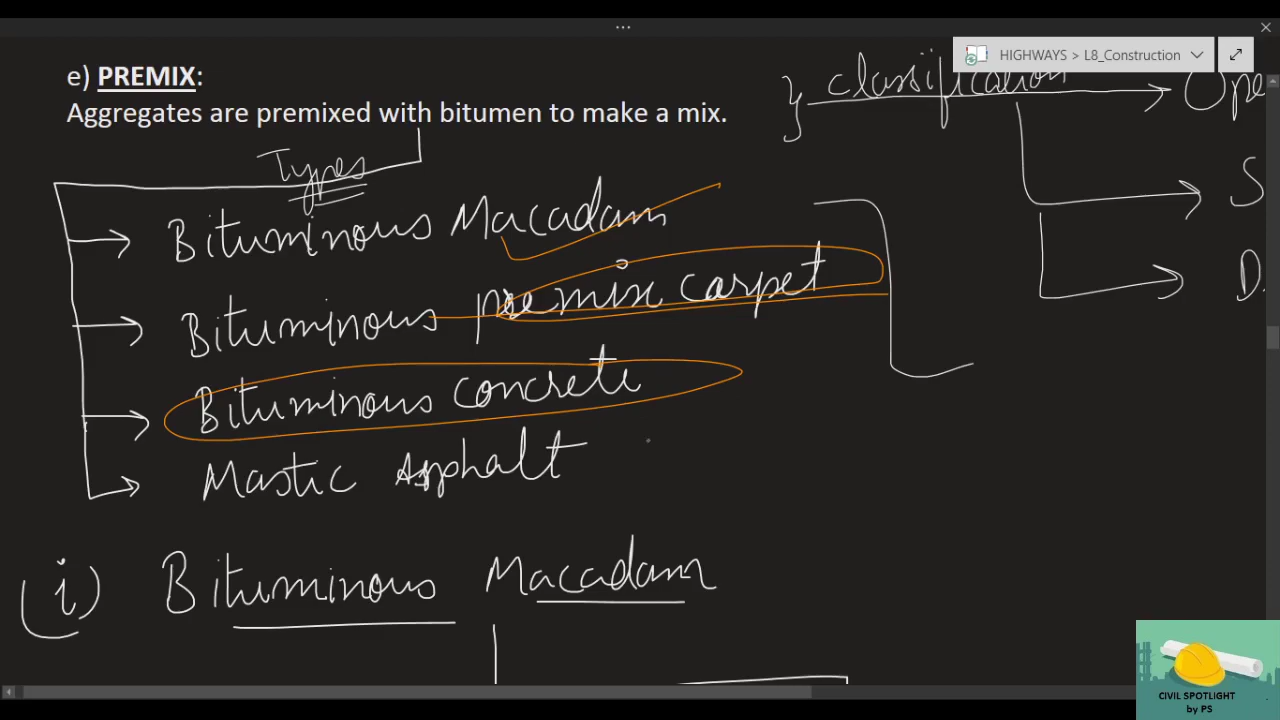 HIGHWAYS > L8_Construction
e) PREMIX:
Aggregates are premixed with bitumen to make a mix.
classification
Types
Bituminous Macadam
Bituminous premix carpet
Bituminous concrete
Mastic Asphalt
(i) Bituminous Macadam
CIVIL SPOTLIGHT
by PS